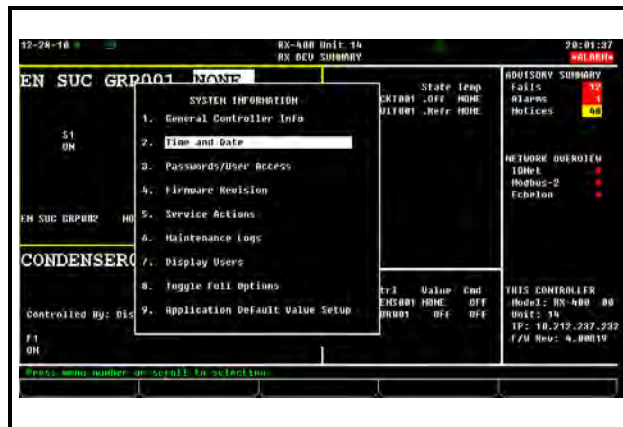 12-28-10
RX-400 Unit 14
20:01:37
RX DEV SUMMARY
*ALARM*
EN SUC GRP001 NONE
ADVISORY SUMMARY
State Temp
Fails 12
CKT001 .OFF NONE
Alarms 1
UIT001 .Refr NONE
Notices 48
SYSTEM INFORMATION
1. General Controller Info
2. Time and Date
3. Passwords/User Access
4. Firmware Revision
5. Service Actions
6. Maintenance Logs
7. Display Users
8. Toggle Full Options
9. Application Default Value Setup
S1
ON
NETWORK OVERVIEW
IONet
Modbus-2
Echelon
EN SUC GRP002
CONDENSER
Controlled By: Dis
F1
ON
Value Cmd
ENS001 NONE OFF
OFF OFF
THIS CONTROLLER
Model: RX-400 00
Unit: 14
IP: 10.212.237.232
F/W Rev: 4.00B19
Press menu number or scroll to selection